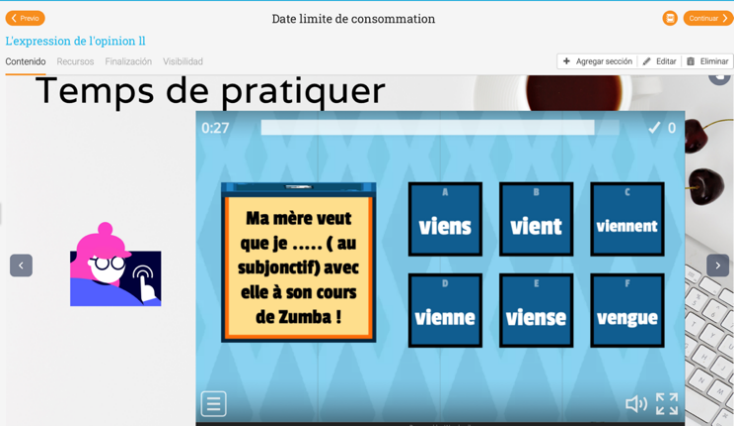 Previo
Date limite de consommation
Continuar
L'expression de l'opinion ll
Contenido Recursos Finalización Visibilidad
Agregar sección Editar Eliminar
Temps de pratiquer
0:27
0
Ma mère veut
que je ..... ( au
subjonctif) avec
elle à son cours
de Zumba !
A
viens
B
vient
C
viennent
D
vienne
E
viense
F
vengue